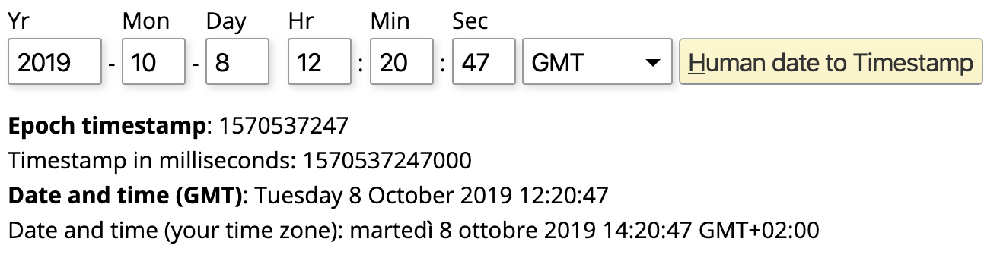 Yr Mon Day Hr Min Sec
2019 - 10 - 8 12 : 20 : 47 GMT Human date to Timestamp
Epoch timestamp: 1570537247
Timestamp in milliseconds: 1570537247000
Date and time (GMT): Tuesday 8 October 2019 12:20:47
Date and time (your time zone): martedì 8 ottobre 2019 14:20:47 GMT+02:00